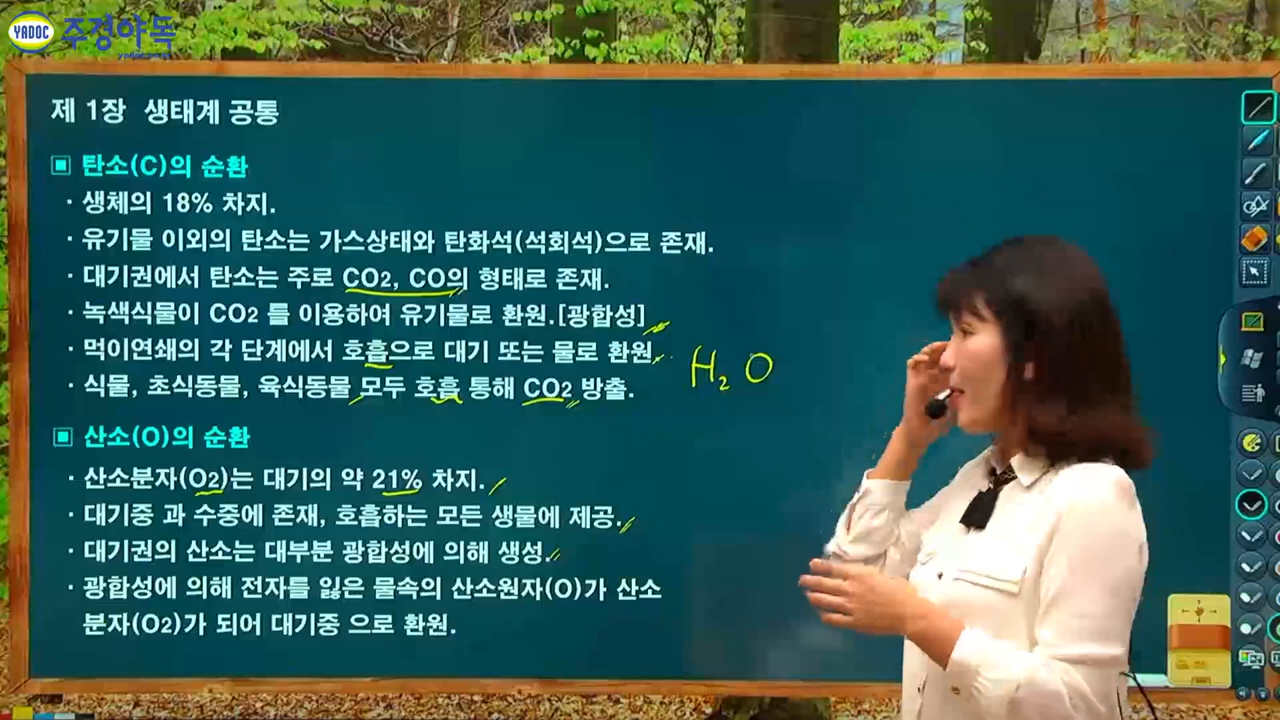 YADOC 주경야독
제 1장 생태계 공통
▣ 탄소(C)의 순환
· 생체의 18% 차지.
· 유기물 이외의 탄소는 가스상태와 탄화석(석회석)으로 존재.
· 대기권에서 탄소는 주로 CO2, CO의 형태로 존재.
· 녹색식물이 CO2 를 이용하여 유기물로 환원.[광합성]
· 먹이연쇄의 각 단계에서 호흡으로 대기 또는 물로 환원.
H2O
· 식물, 초식동물, 육식동물 모두 호흡 통해 CO2 방출.
▣ 산소(O)의 순환
· 산소분자(O2)는 대기의 약 21% 차지.
· 대기중 과 수중에 존재, 호흡하는 모든 생물에 제공.
· 대기권의 산소는 대부분 광합성에 의해 생성.
· 광합성에 의해 전자를 잃은 물속의 산소원자(O)가 산소
분자(O2)가 되어 대기중 으로 환원.